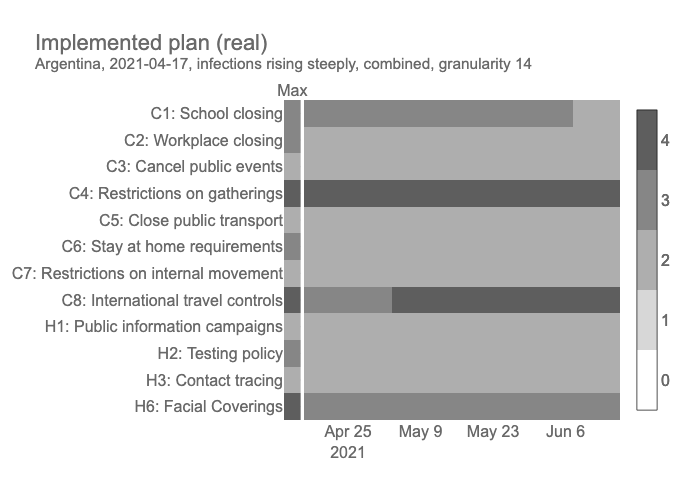 Implemented plan (real)
Argentina, 2021-04-17, infections rising steeply, combined, granularity 14
Max
C1: School closing
C2: Workplace closing
C3: Cancel public events
C4: Restrictions on gatherings
C5: Close public transport
C6: Stay at home requirements
C7: Restrictions on internal movement
C8: International travel controls
H1: Public information campaigns
H2: Testing policy
H3: Contact tracing
H6: Facial Coverings
4
3
2
1
0
Apr 25 May 9 May 23 Jun 6
2021